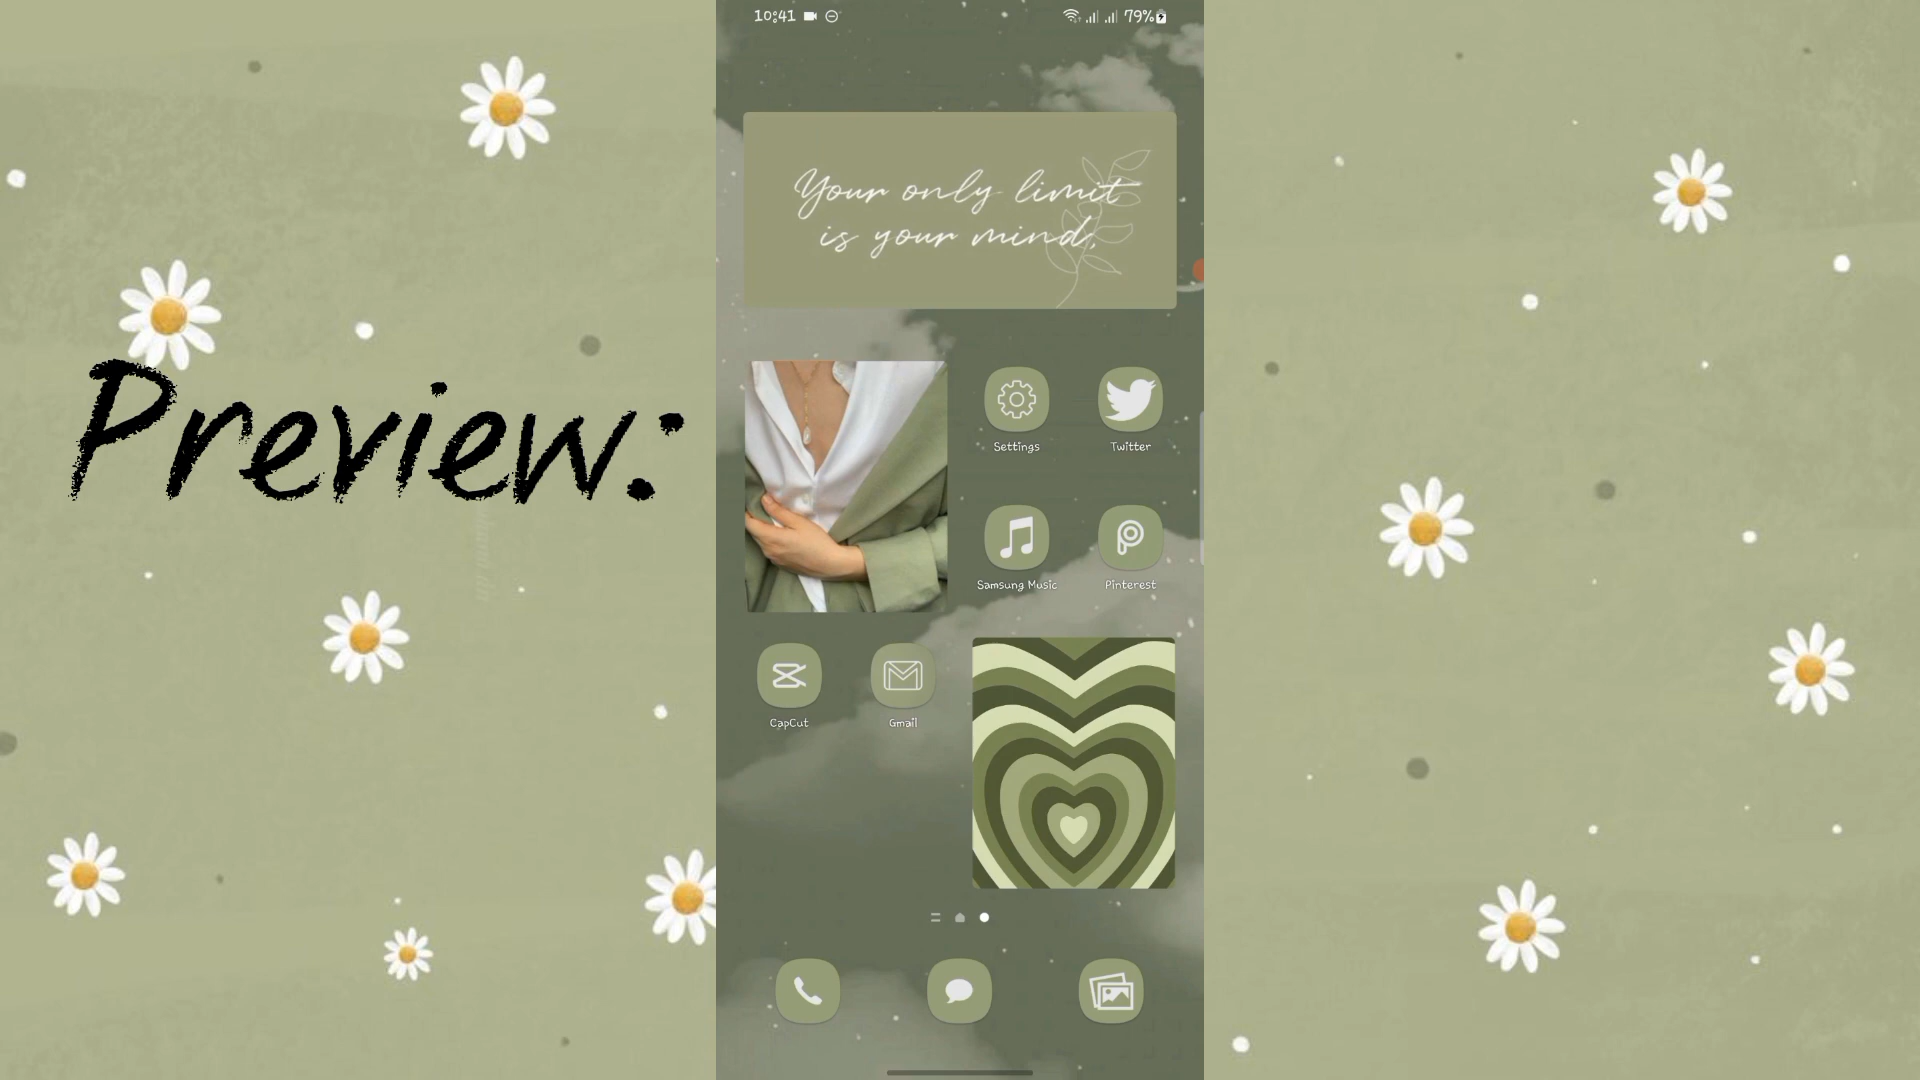 10:41
79%
Your only limit
is your mind.
Preview:
Settings
Twitter
Samsung Music
Pinterest
CapCut
Gmail